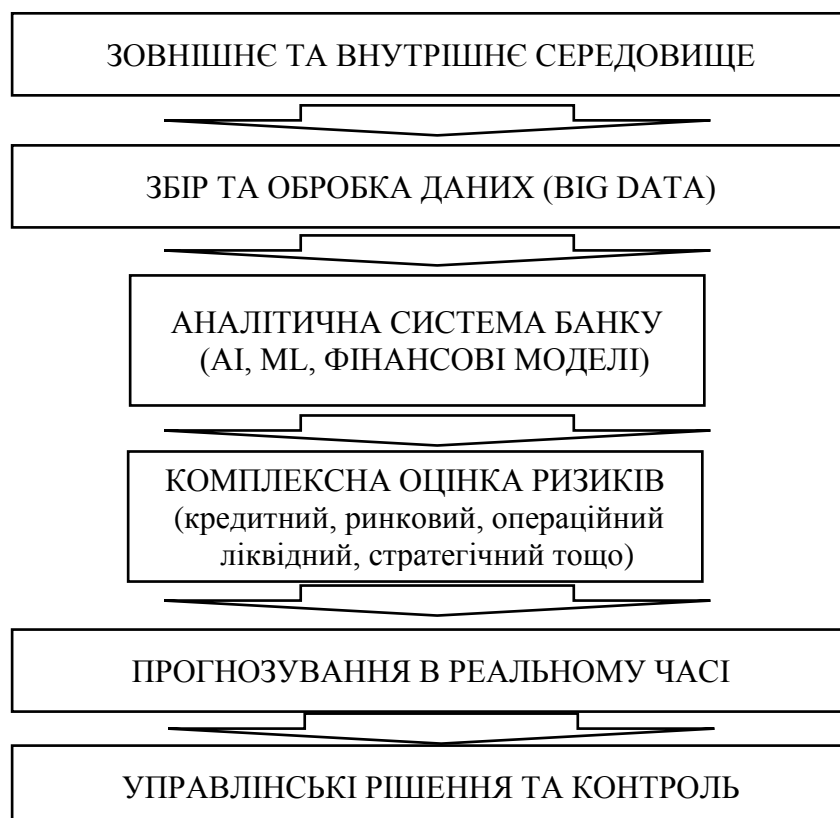 ЗОВНІШНЄ ТА ВНУТРІШНЄ СЕРЕДОВИЩЕ
ЗБІР ТА ОБРОБКА ДАНИХ (BIG DATA)
АНАЛІТИЧНА СИСТЕМА БАНКУ
(AI, ML, ФІНАНСОВІ МОДЕЛІ)
КОМПЛЕКСНА ОЦІНКА РИЗИКІВ
(кредитний, ринковий, операційний
ліквідний, стратегічний тощо)
ПРОГНОЗУВАННЯ В РЕАЛЬНОМУ ЧАСІ
УПРАВЛІНСЬКІ РІШЕННЯ ТА КОНТРОЛЬ